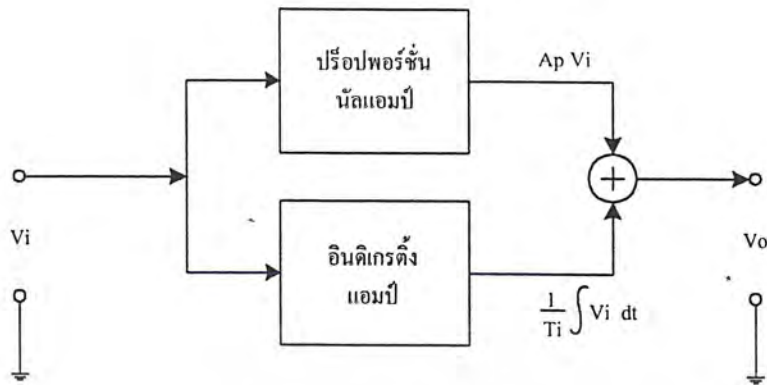 ปร็อปพอร์ชั่น
นัลแอมป์
Ap Vi
+
Vi
อินติเกรติ้ง
แอมป์
Vo
1/Ti ∫ Vi dt